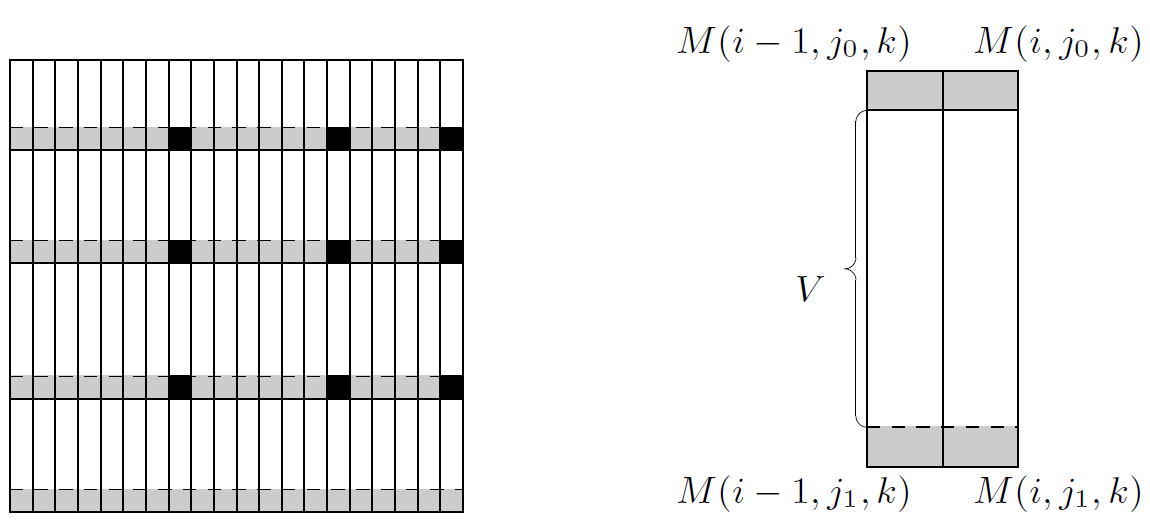 M(i − 1, j₀, k) M(i, j₀, k)
V
M(i − 1, j₁, k) M(i, j₁, k)